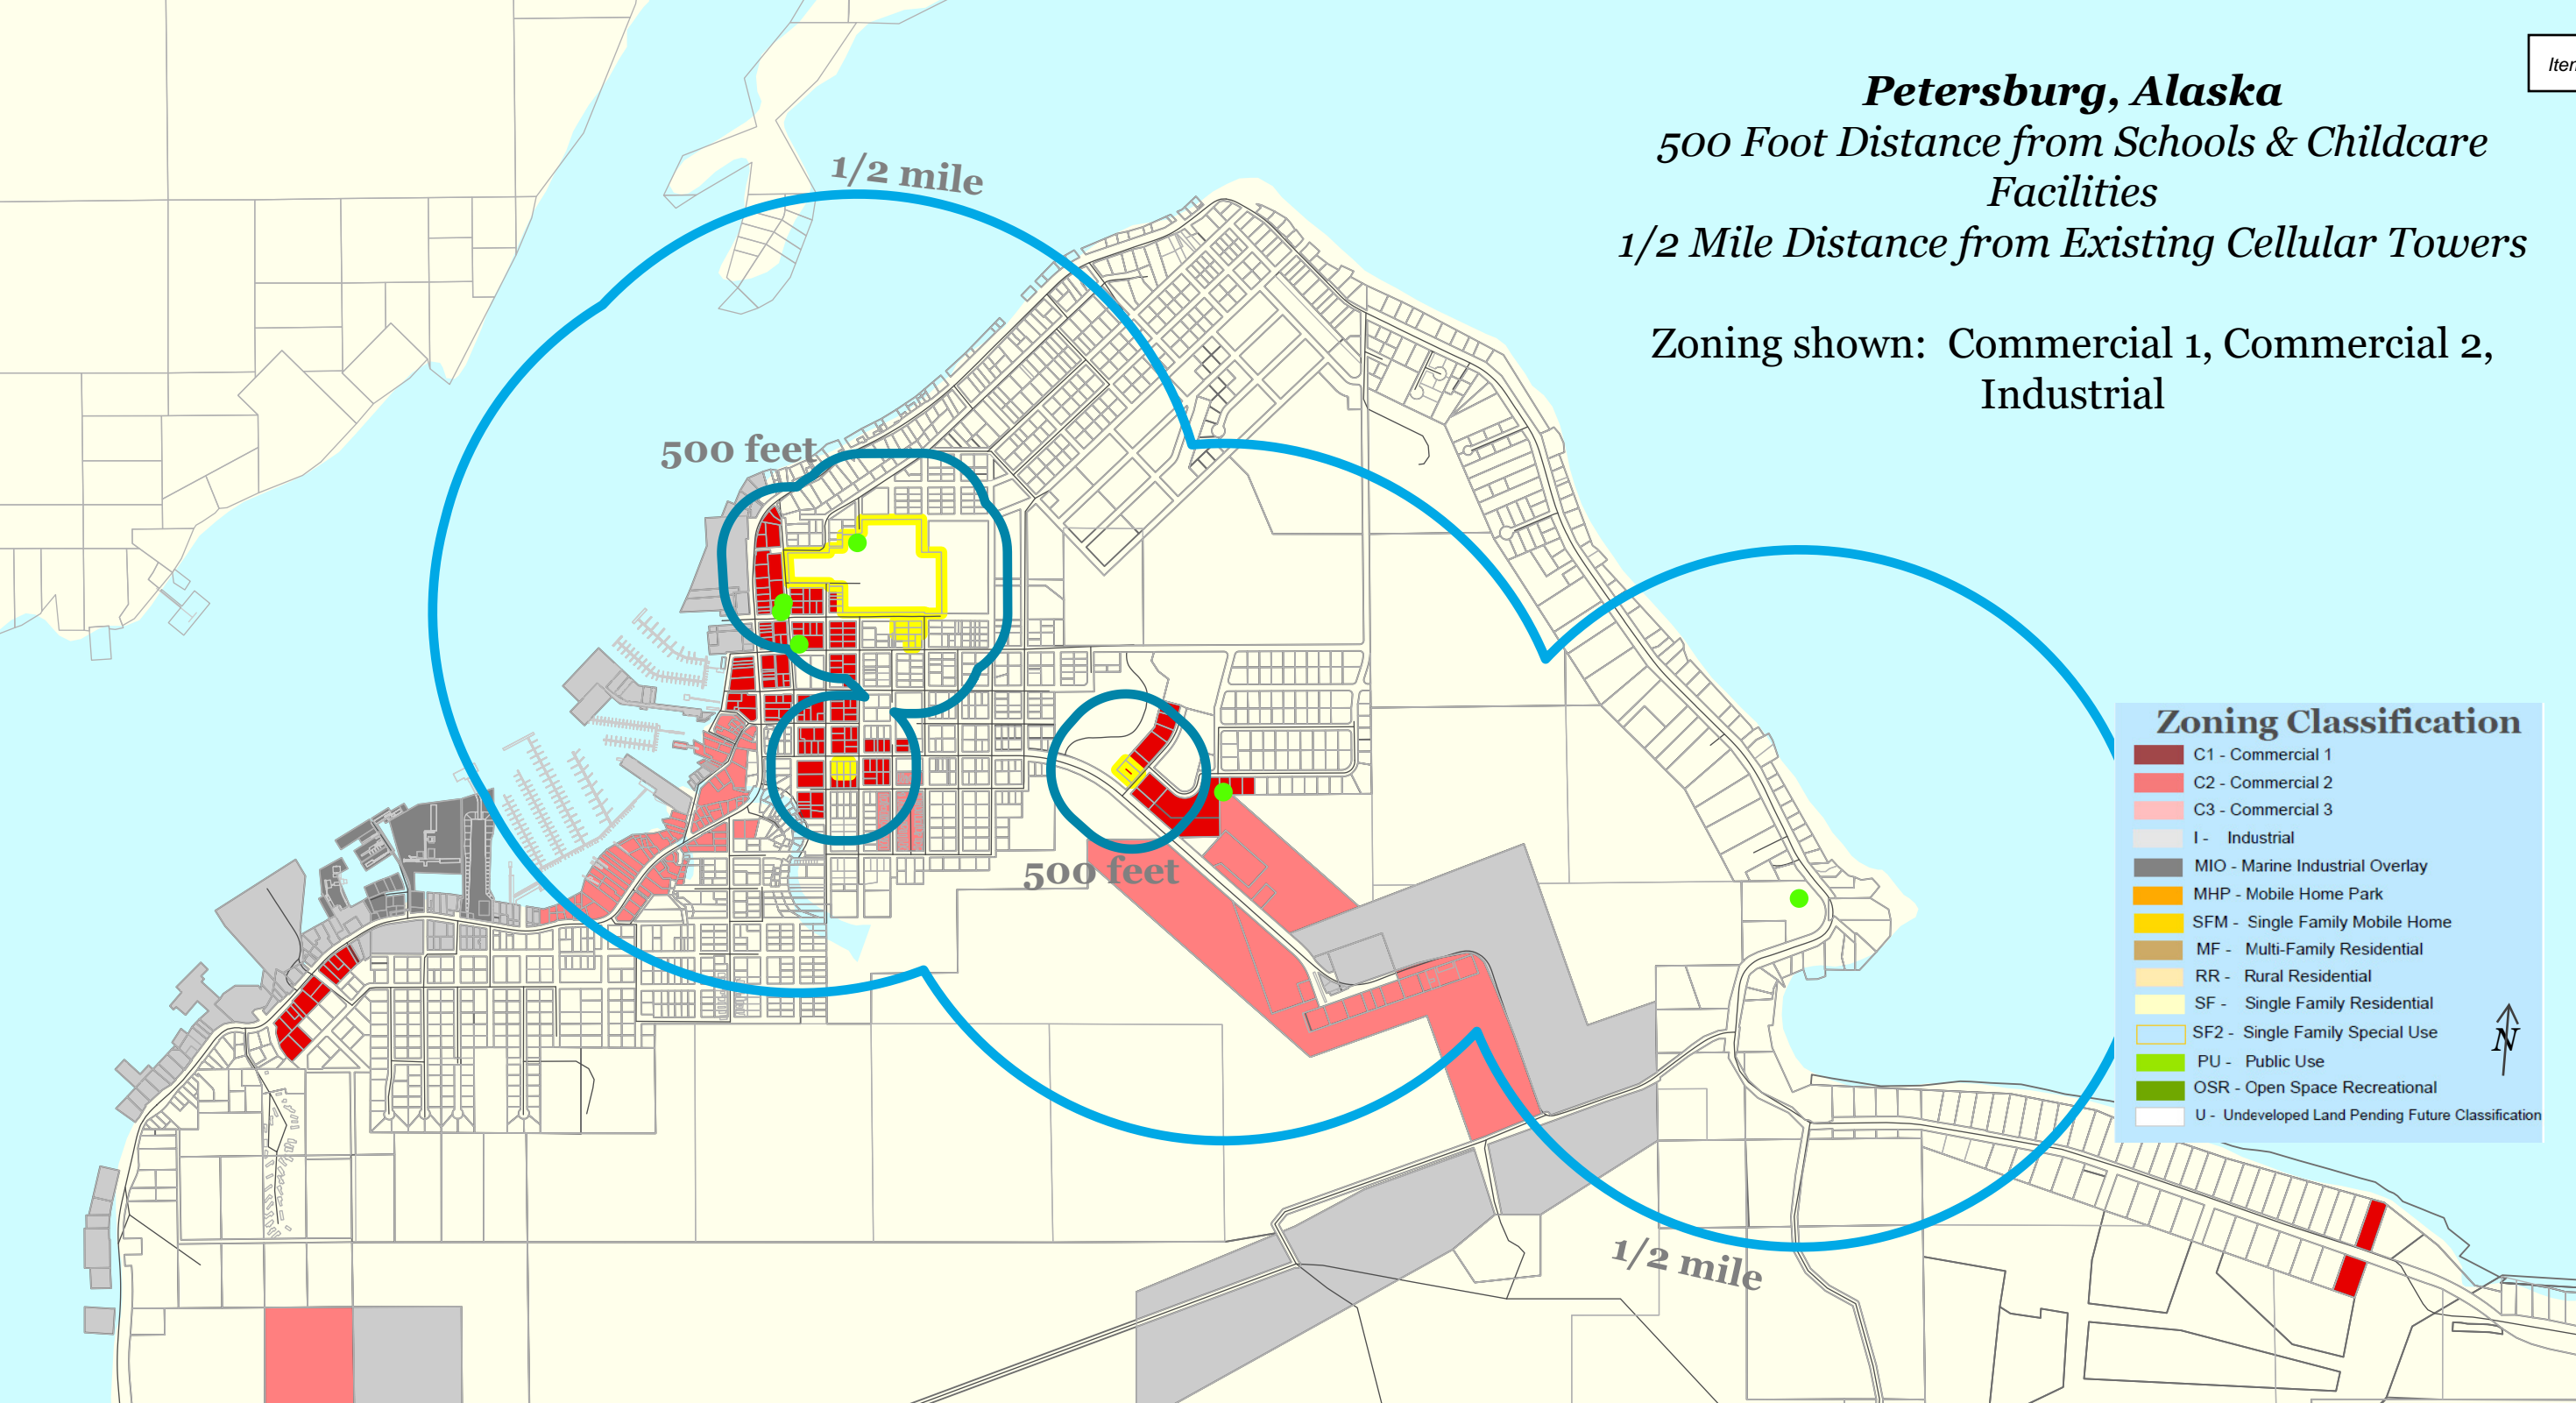 Item
Petersburg, Alaska
500 Foot Distance from Schools & Childcare
Facilities
1/2 Mile Distance from Existing Cellular Towers
Zoning shown: Commercial 1, Commercial 2,
Industrial
1/2 mile
500 feet
500 feet
1/2 mile
Zoning Classification
C1 - Commercial 1
C2 - Commercial 2
C3 - Commercial 3
I - Industrial
MIO - Marine Industrial Overlay
MHP - Mobile Home Park
SFM - Single Family Mobile Home
MF - Multi-Family Residential
RR - Rural Residential
SF - Single Family Residential
SF2 - Single Family Special Use
PU - Public Use
OSR - Open Space Recreational
U - Undeveloped Land Pending Future Classification
N